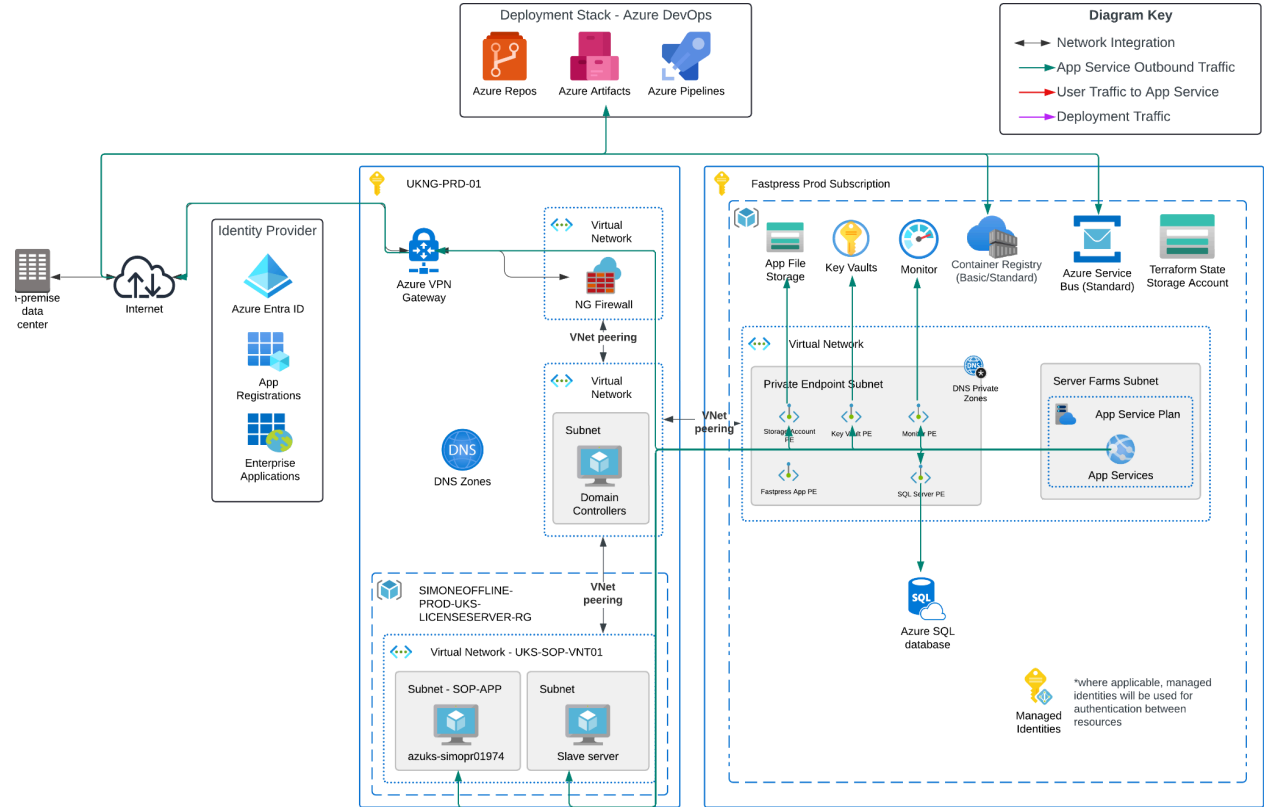 Deployment Stack - Azure DevOps
Azure Repos
Azure Artifacts
Azure Pipelines
Diagram Key
Network Integration
App Service Outbound Traffic
User Traffic to App Service
Deployment Traffic
UKNG-PRD-01
Fastpress Prod Subscription
Identity Provider
Azure Entra ID
App
Registrations
Enterprise
Applications
n-premise
data
center
Internet
Azure VPN
Gateway
Virtual
Network
NG Firewall
VNet peering
Virtual
Network
Subnet
Domain
Controllers
DNS
DNS Zones
VNet
peering
SIMONEOFFLINE-
PROD-UKS-
LICENSESERVER-RG
Virtual Network - UKS-SOP-VNT01
Subnet - SOP-APP
azuks-simopr01974
Subnet
Slave server
VNet
peering
App File
Storage
Key Vaults
Monitor
Container Registry
(Basic/Standard)
Azure Service
Bus (Standard)
Terraform State
Storage Account
Virtual Network
Private Endpoint Subnet
DNS
*
DNS Private
Zones
Storage Account
PE
Key Vault PE
Monitor PE
Fastpress App PE
SQL Server PE
Server Farms Subnet
App Service Plan
App Services
SQL
Azure SQL
database
Managed
Identities
*where applicable, managed
identities will be used for
authentication between
resources